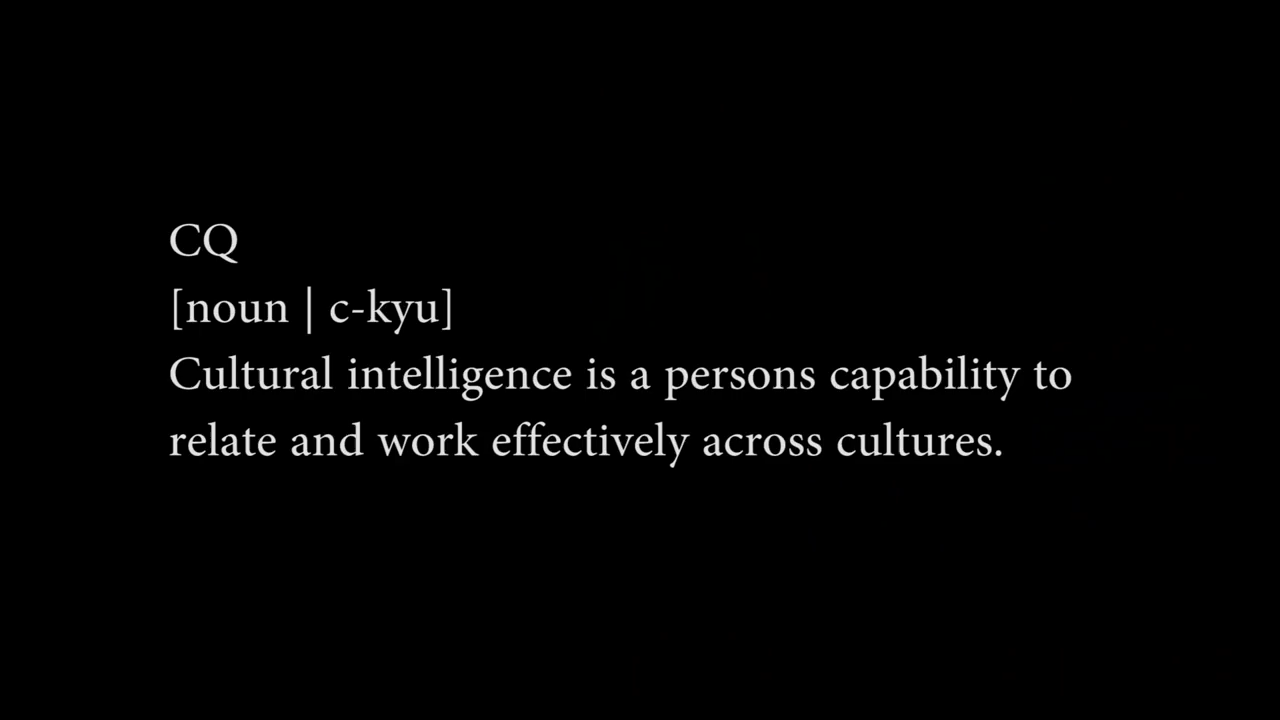 CQ
[noun | c-kyu]
Cultural intelligence is a persons capability to
relate and work effectively across cultures.